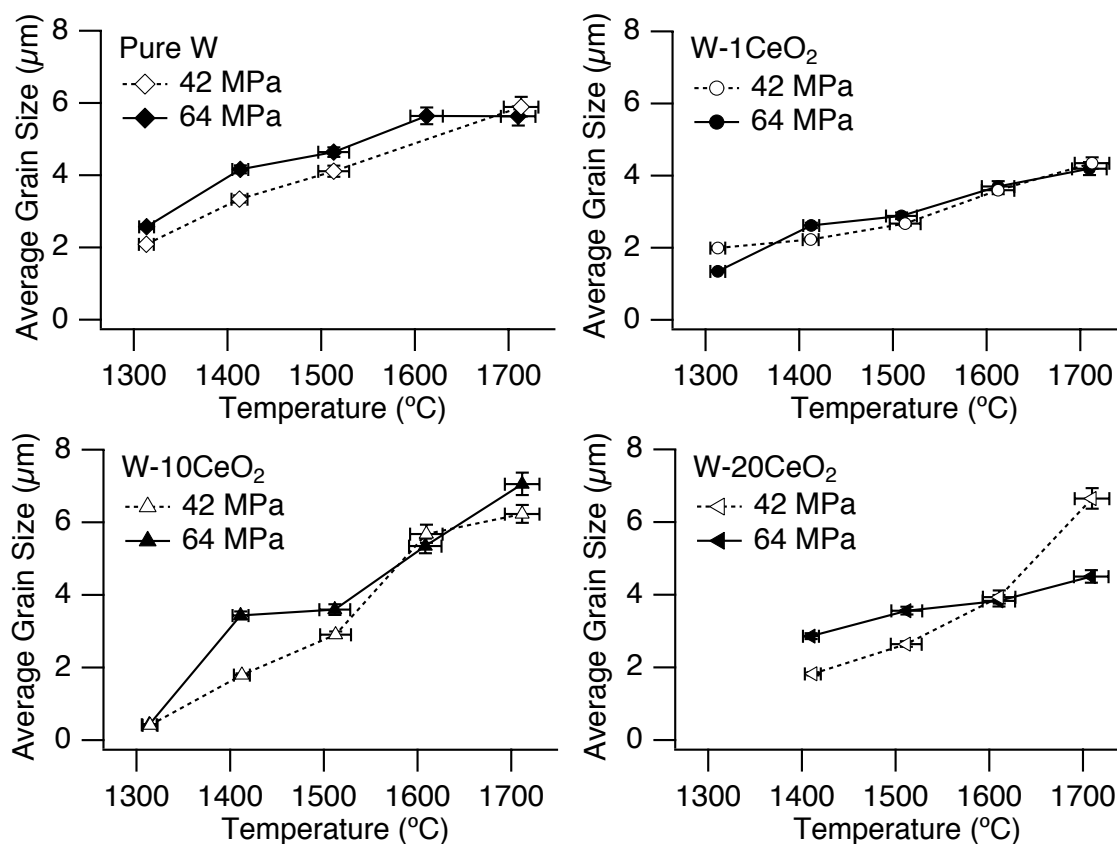 Average Grain Size (µm)
8
6
4
2
0
Pure W
42 MPa
64 MPa
1300 1400 1500 1600 1700
Temperature (ºC)
Average Grain Size (µm)
8
6
4
2
0
W-1CeO₂
42 MPa
64 MPa
1300 1400 1500 1600 1700
Temperature (ºC)
Average Grain Size (µm)
8
6
4
2
0
W-10CeO₂
42 MPa
64 MPa
1300 1400 1500 1600 1700
Temperature (ºC)
Average Grain Size (µm)
8
6
4
2
0
W-20CeO₂
42 MPa
64 MPa
1300 1400 1500 1600 1700
Temperature (ºC)